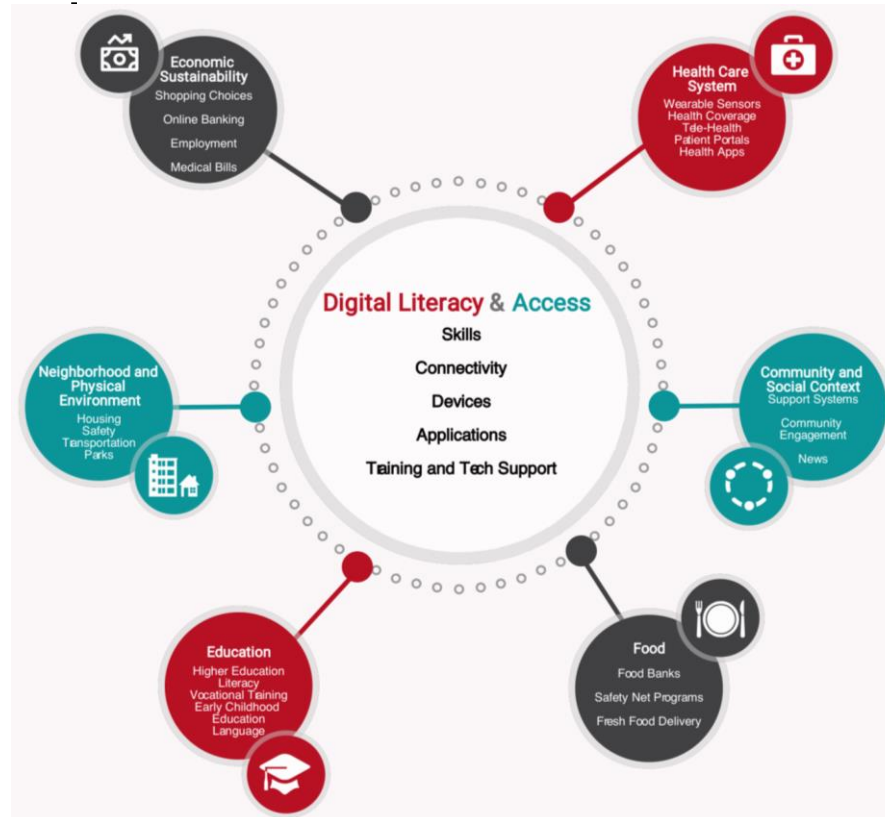 Economic
Sustainability
Shopping Choices
Online Banking
Employment
Medical Bills
Health Care
System
Wearable Sensors
Health Coverage
Tele-Health
Patient Portals
Health Apps
Digital Literacy & Access
Skills
Connectivity
Devices
Applications
Training and Tech Support
Neighborhood and
Physical
Environment
Housing
Safety
Transportation
Parks
Community and
Social Context
Support Systems
Community
Engagement
News
Education
Higher Education
Literacy
Vocational Training
Early Childhood
Education
Language
Food
Food Banks
Safety Net Programs
Fresh Food Delivery